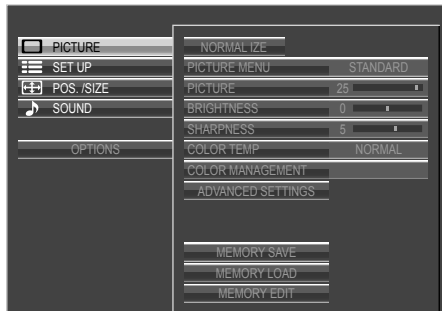 PICTURE
SET UP
POS. /SIZE
SOUND
OPTIONS
NORMAL IZE
PICTURE MENU STANDARD
PICTURE 25
BRIGHTNESS 0
SHARPNESS 5
COLOR TEMP NORMAL
COLOR MANAGEMENT
ADVANCED SETTINGS
MEMORY SAVE
MEMORY LOAD
MEMORY EDIT